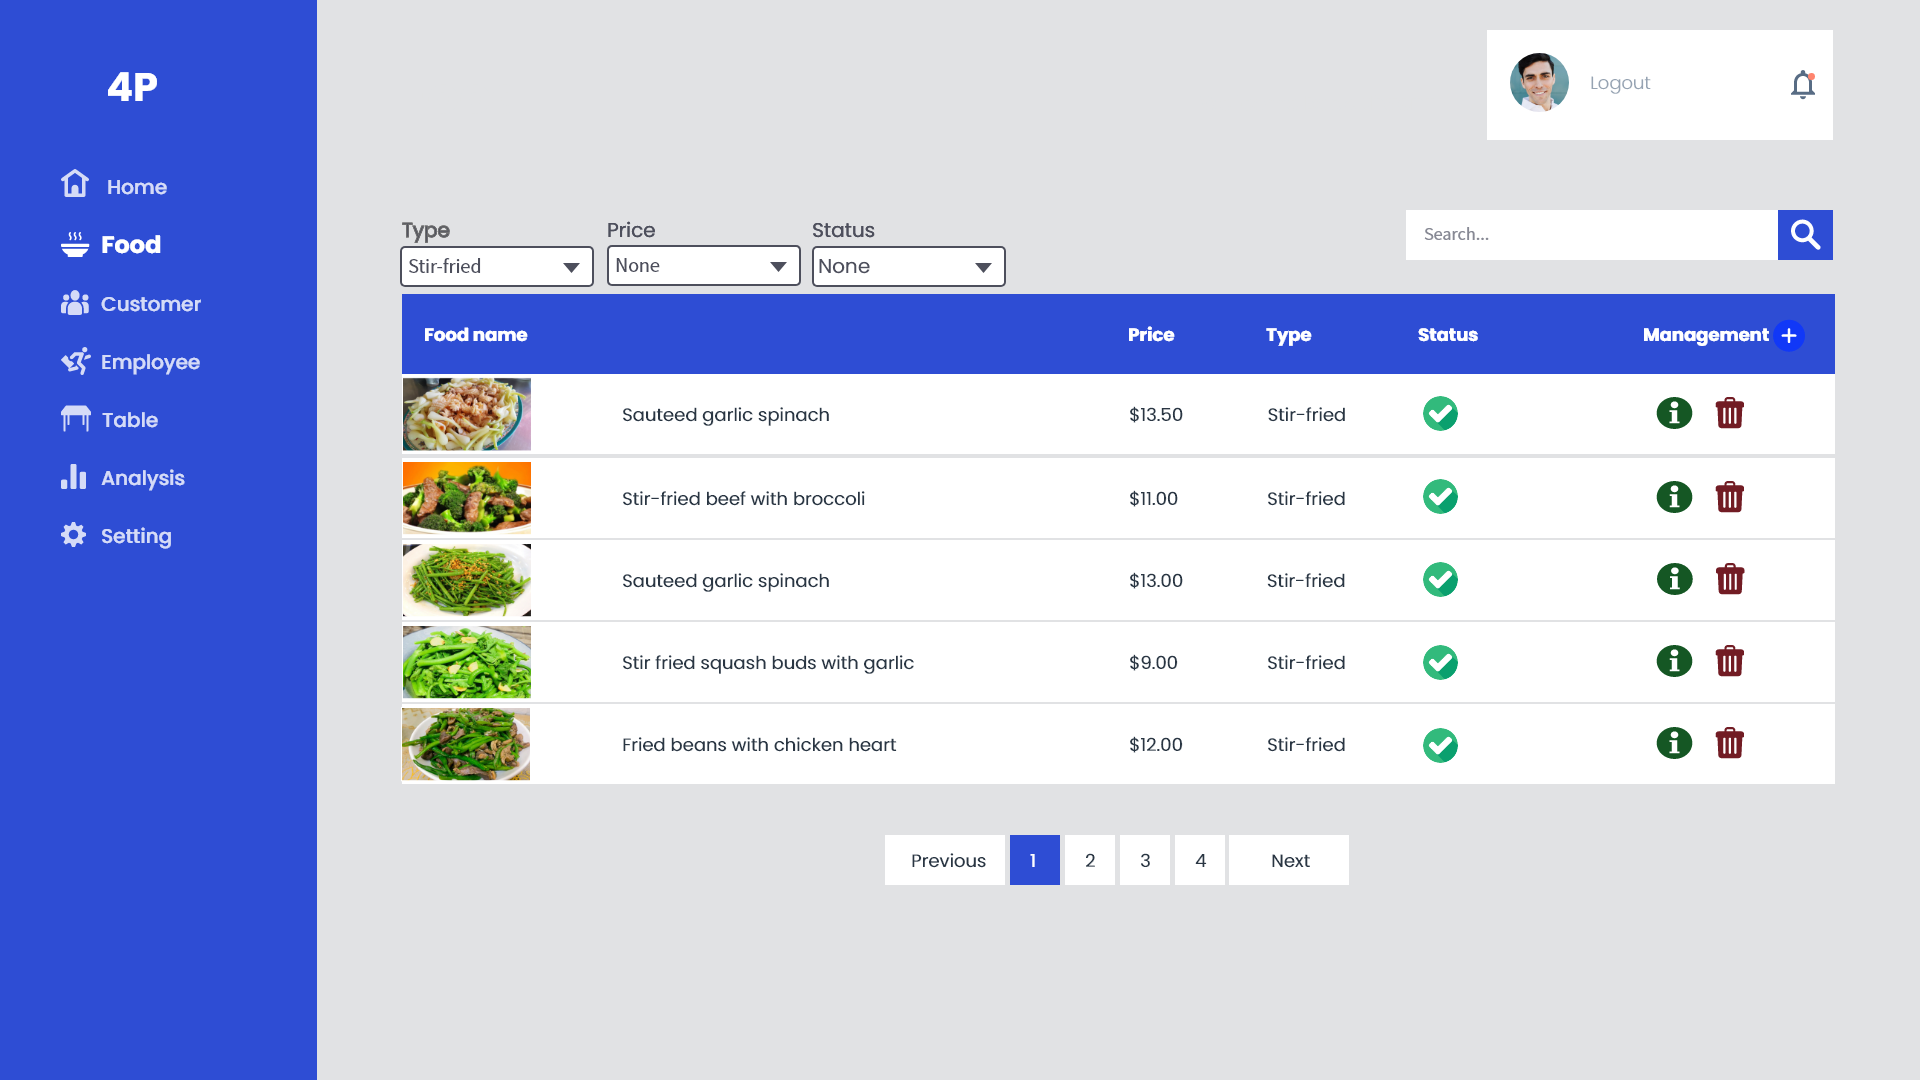 4P
Home
Food
Customer
Employee
Table
Analysis
Setting
Logout
Type
Price
Status
Stir-fried
None
None
Search...
Food name
Price
Type
Status
Management
Sauteed garlic spinach
$13.50
Stir-fried
Stir-fried beef with broccoli
$11.00
Stir-fried
Sauteed garlic spinach
$13.00
Stir-fried
Stir fried squash buds with garlic
$9.00
Stir-fried
Fried beans with chicken heart
$12.00
Stir-fried
Previous
1
2
3
4
Next